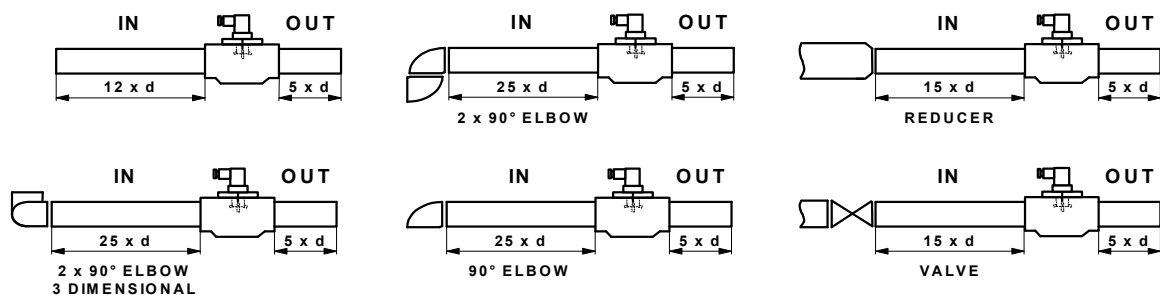 IN OUT
12 x d 5 x d
IN OUT
25 x d 5 x d
2 x 90° ELBOW
IN OUT
15 x d 5 x d
REDUCER
IN OUT
25 x d 5 x d
2 x 90° ELBOW
3 DIMENSIONAL
IN OUT
25 x d 5 x d
90° ELBOW
IN OUT
15 x d 5 x d
VALVE